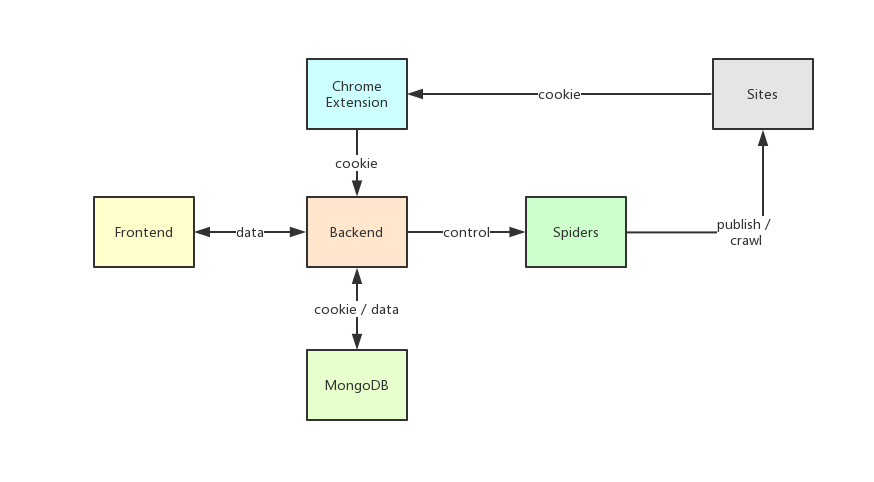 Chrome
Extension
cookie
Sites
cookie
Frontend
data
Backend
control
Spiders
publish /
crawl
cookie / data
MongoDB